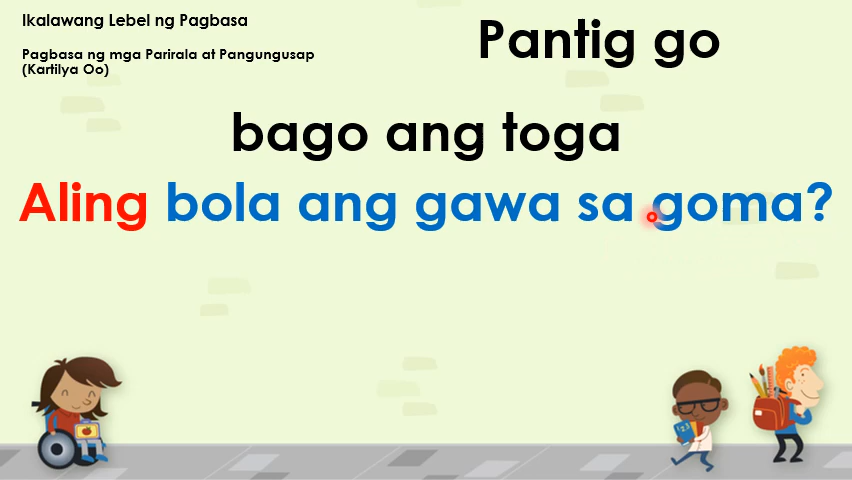 Ikalawang Lebel ng Pagbasa
Pagbasa ng mga Parirala at Pangungusap
(Kartilya Oo)
Pantig go
bago ang toga
Aling bola ang gawa sa goma?